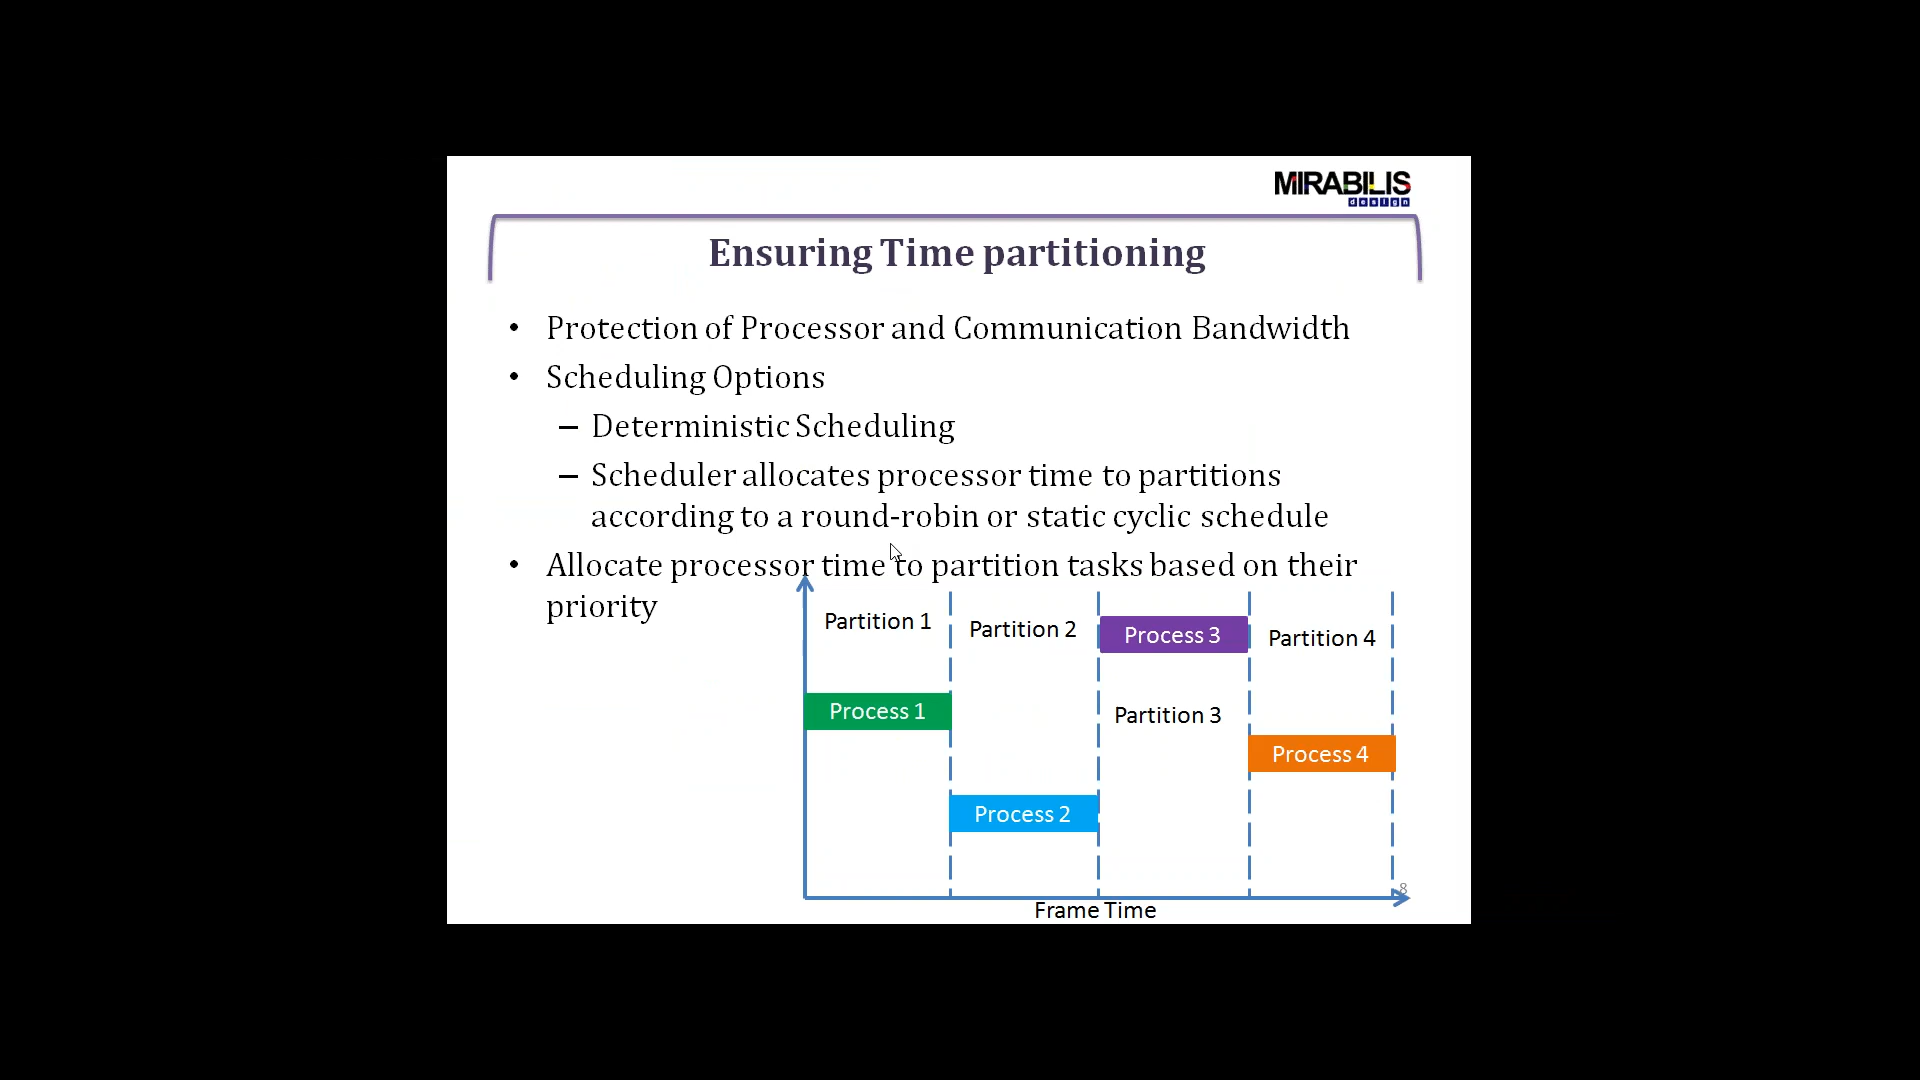 MIRABILIS
design
Ensuring Time partitioning
• Protection of Processor and Communication Bandwidth
• Scheduling Options
– Deterministic Scheduling
– Scheduler allocates processor time to partitions
according to a round-robin or static cyclic schedule
• Allocate processor time to partition tasks based on their
priority
Partition 1
Partition 2
Process 3
Partition 4
Process 1
Partition 3
Process 4
Process 2
8
Frame Time